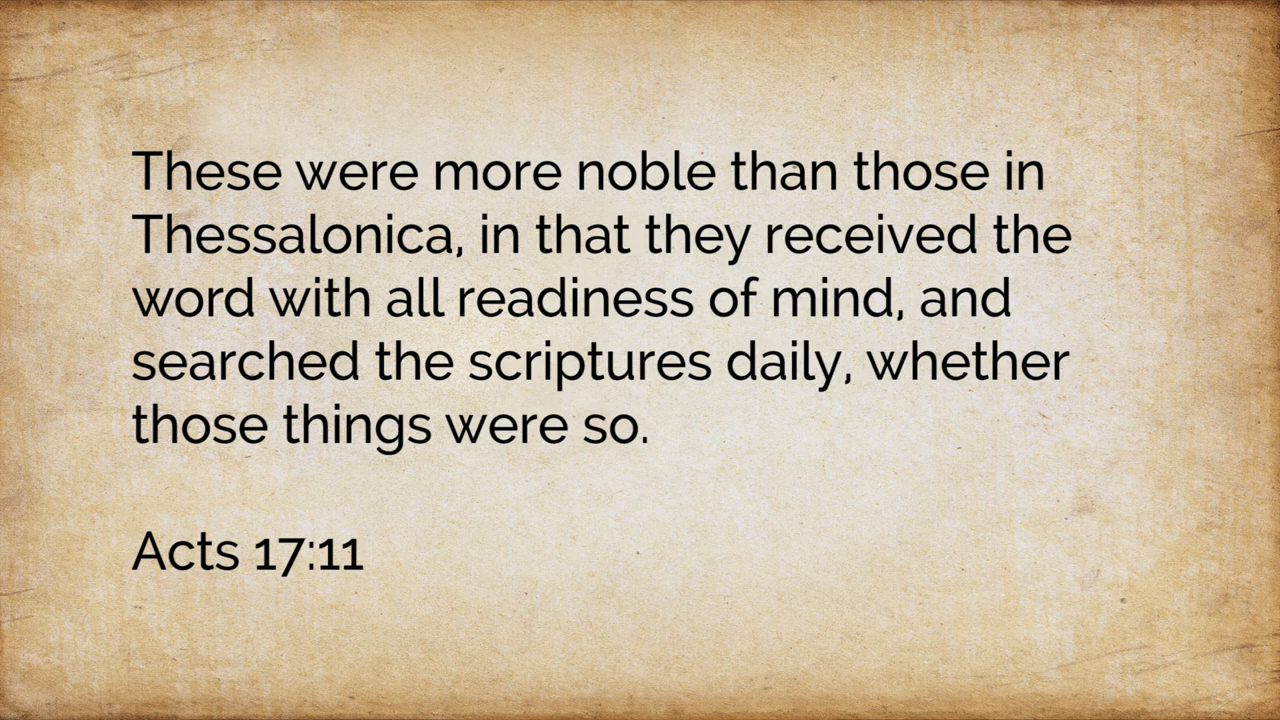 These were more noble than those in
Thessalonica, in that they received the
word with all readiness of mind, and
searched the scriptures daily, whether
those things were so.
Acts 17:11